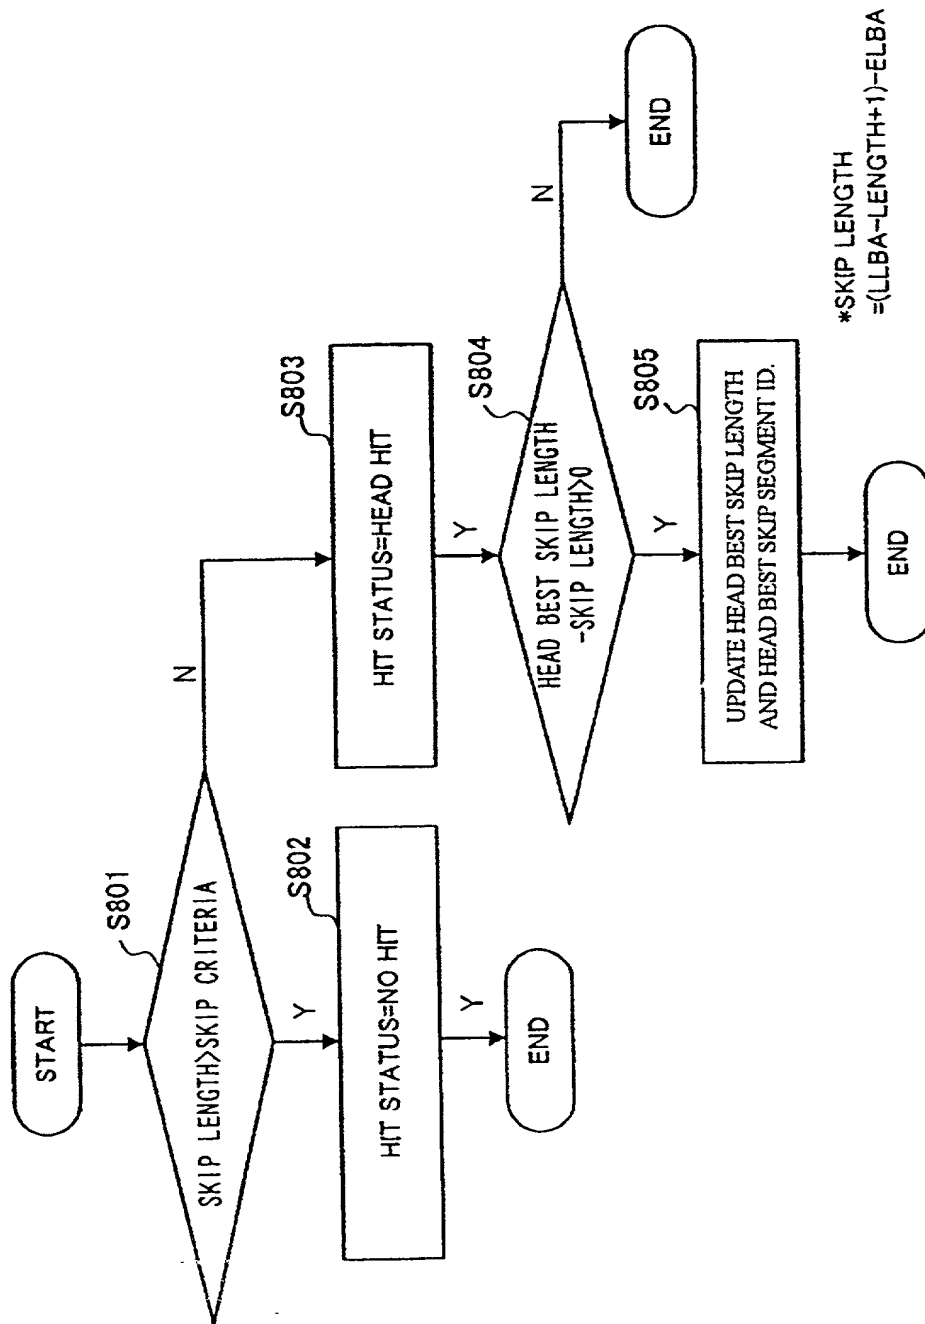 START
S801
SKIP LENGTH>SKIP CRITERIA
N
Y
S802
HIT STATUS=NO HIT
Y
END
S803
HIT STATUS=HEAD HIT
Y
S804
HEAD BEST SKIP LENGTH
-SKIP LENGTH>0
N
END
Y
S805
UPDATE HEAD BEST SKIP LENGTH
AND HEAD BEST SKIP SEGMENT ID.
END
*SKIP LENGTH
=(LLBA-LENGTH+1)-ELBA